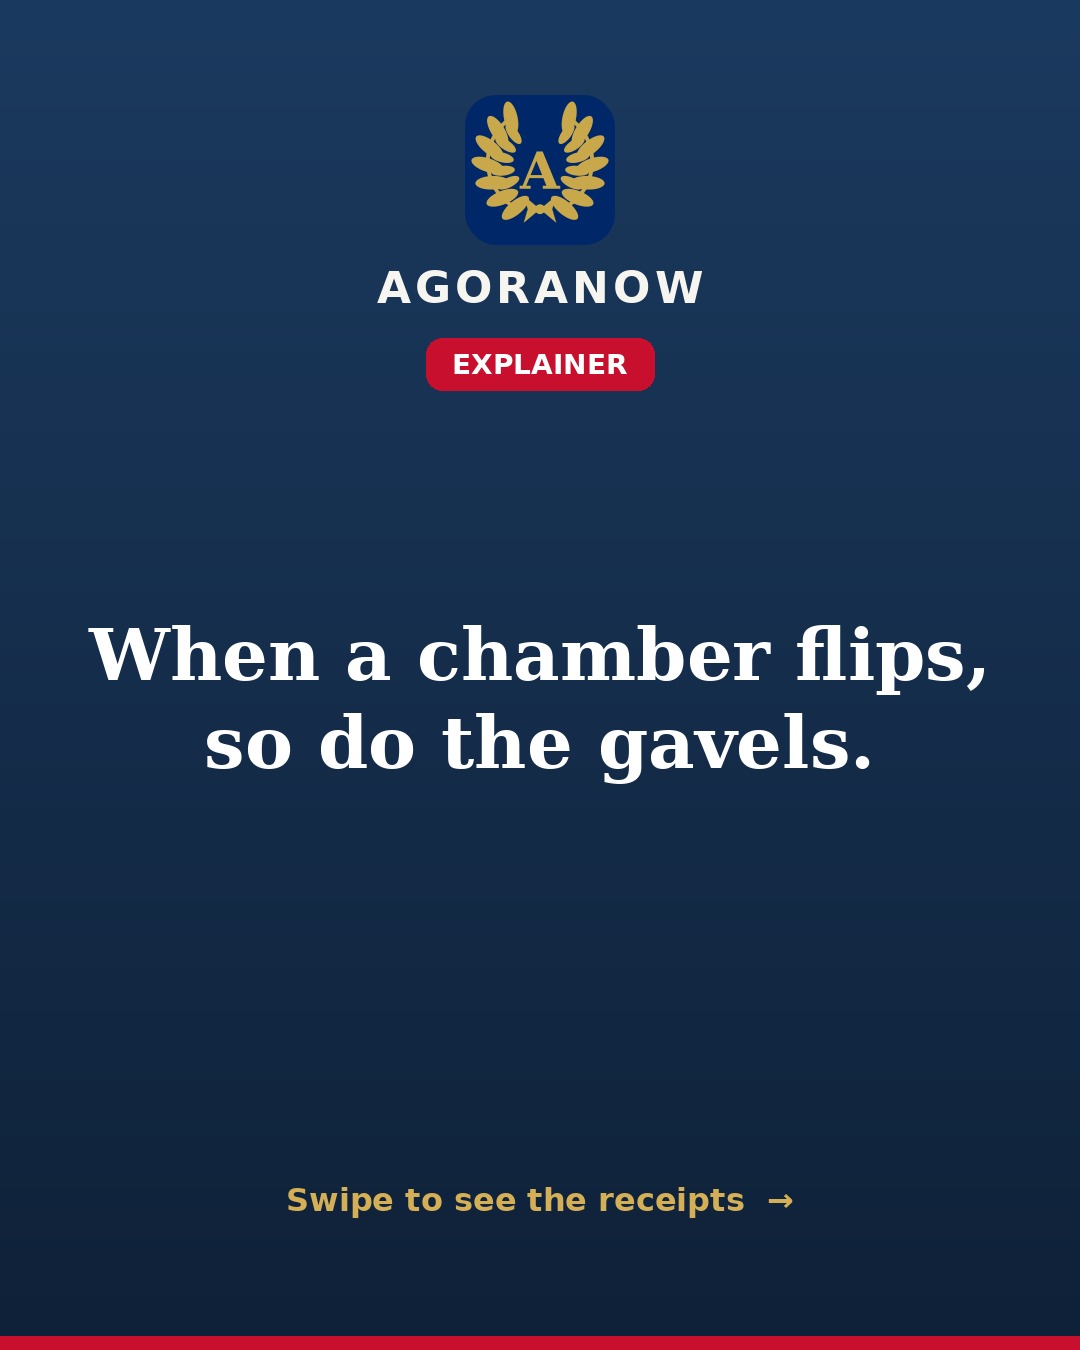 A
AGORANOW
EXPLAINER
When a chamber flips,
so do the gavels.
Swipe to see the receipts →